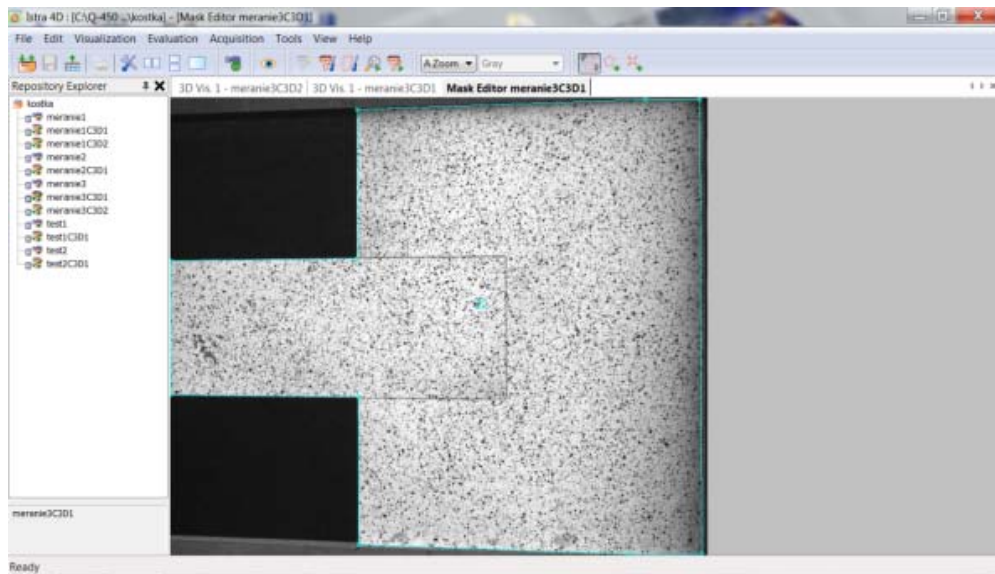 Istra 4D : [C:\Q-450 ...\kostka] - [Mask Editor meranie3C3D1]
File Edit Visualization Evaluation Acquisition Tools View Help
A.Zoom Gray
Repository Explorer
3D Vis. 1 - meranie3C3D2
3D Vis. 1 - meranie3C3D1
Mask Editor meranie3C3D1
kostka
meranie1
meranie1C3D1
meranie1C3D2
meranie2
meranie2C3D1
meranie3
meranie3C3D1
meranie3C3D2
test1
test1C3D1
test2
test2C3D1
meranie3C3D1
Ready